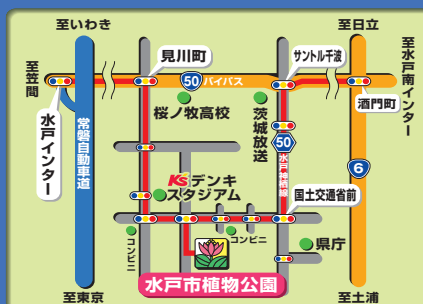 至いわき
至日立
至笠間
見川町
サントル千波
至水戸南インター
50
バイパス
酒門町
水戸インター
常磐自動車道
桜ノ牧高校
茨城放送
50
6
K'sデンキ
スタジアム
国土交通省前
コンビニ
コンビニ
県庁
水戸市植物公園
至東京
至土浦